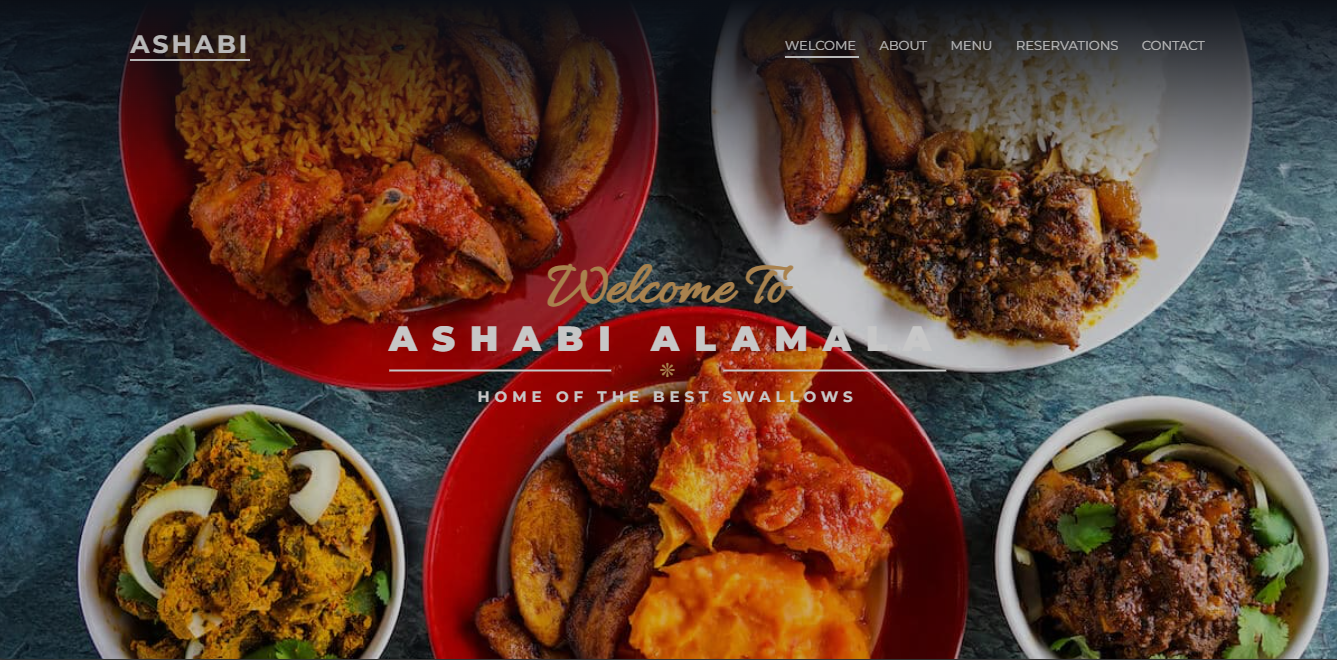 ASHABI
WELCOME ABOUT MENU RESERVATIONS CONTACT
Welcome To
ASHABI ALAMALA
HOME OF THE BEST SWALLOWS